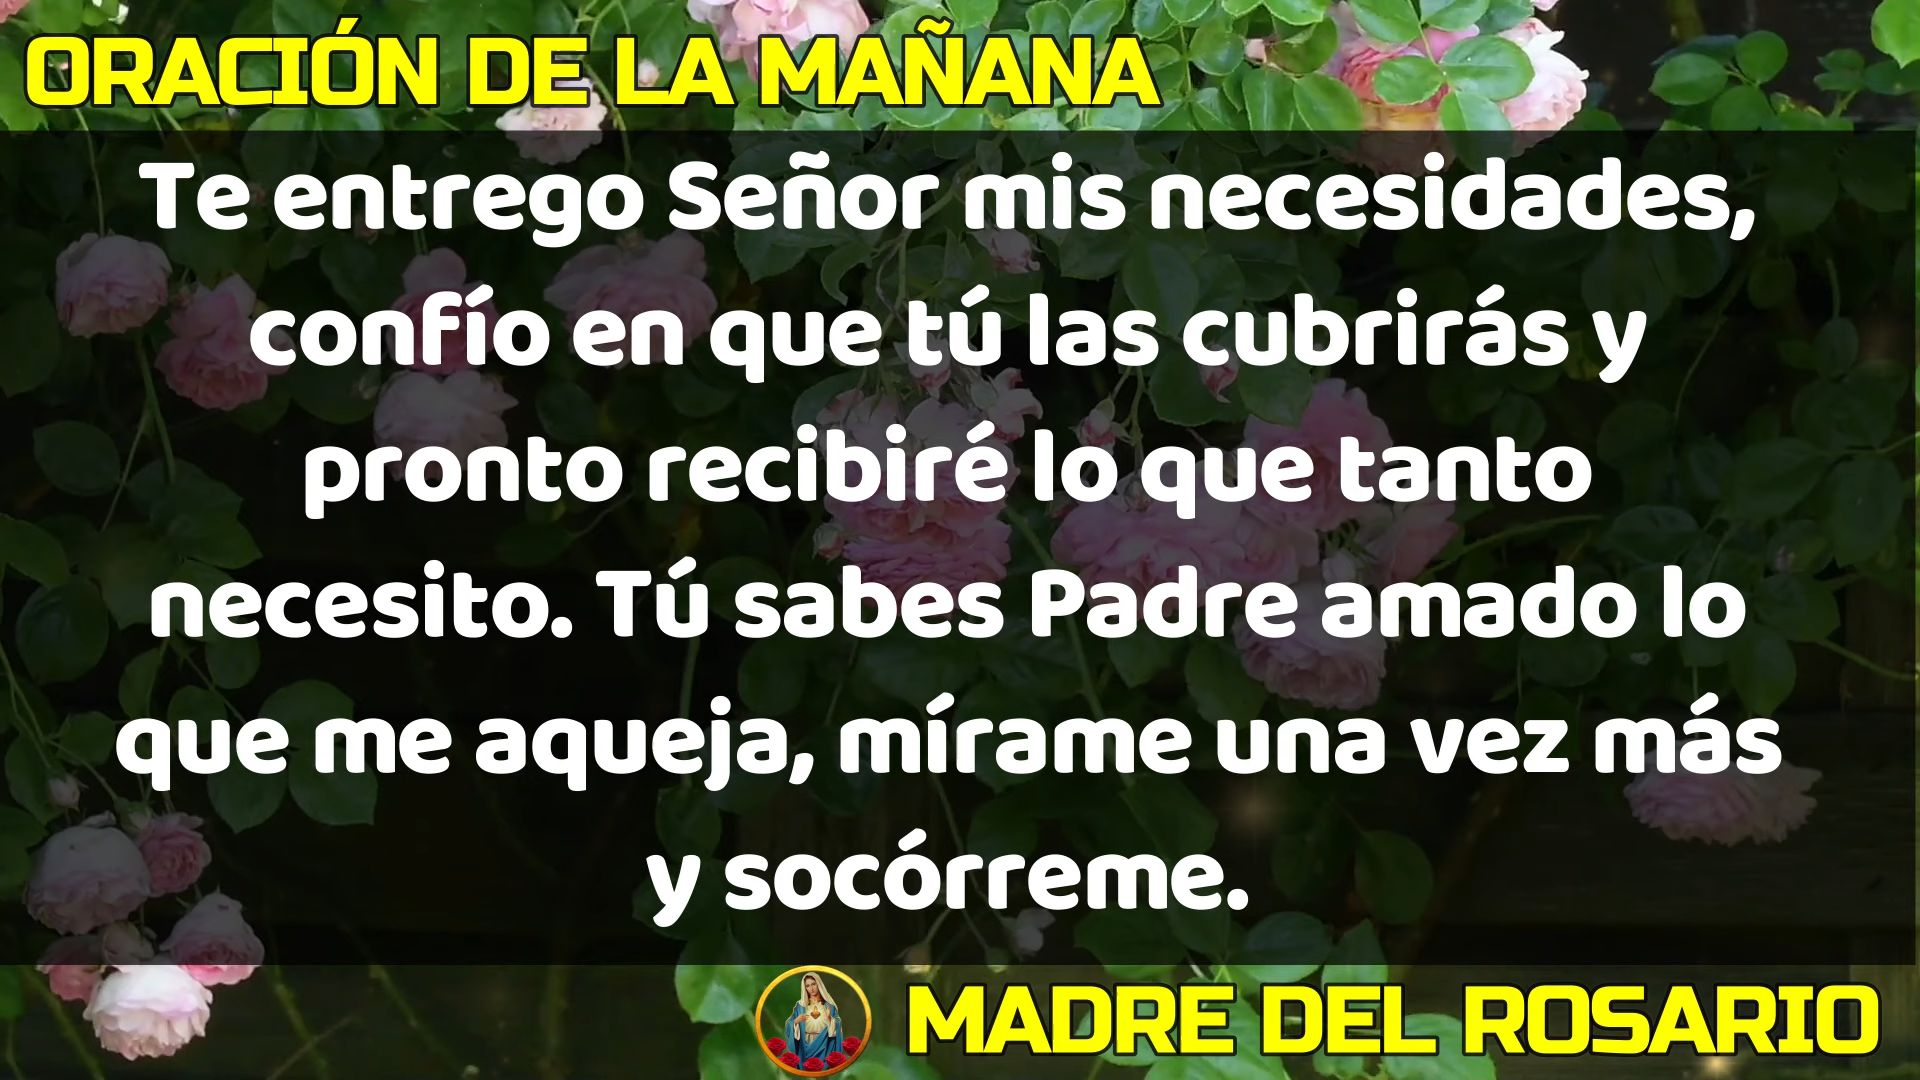 ORACIÓN DE LA MAÑANA
Te entrego Señor mis necesidades,
confío en que tú las cubrirás y
pronto recibiré lo que tanto
necesito. Tú sabes Padre amado lo
que me aqueja, mírame una vez más
y socórreme.
MADRE DEL ROSARIO